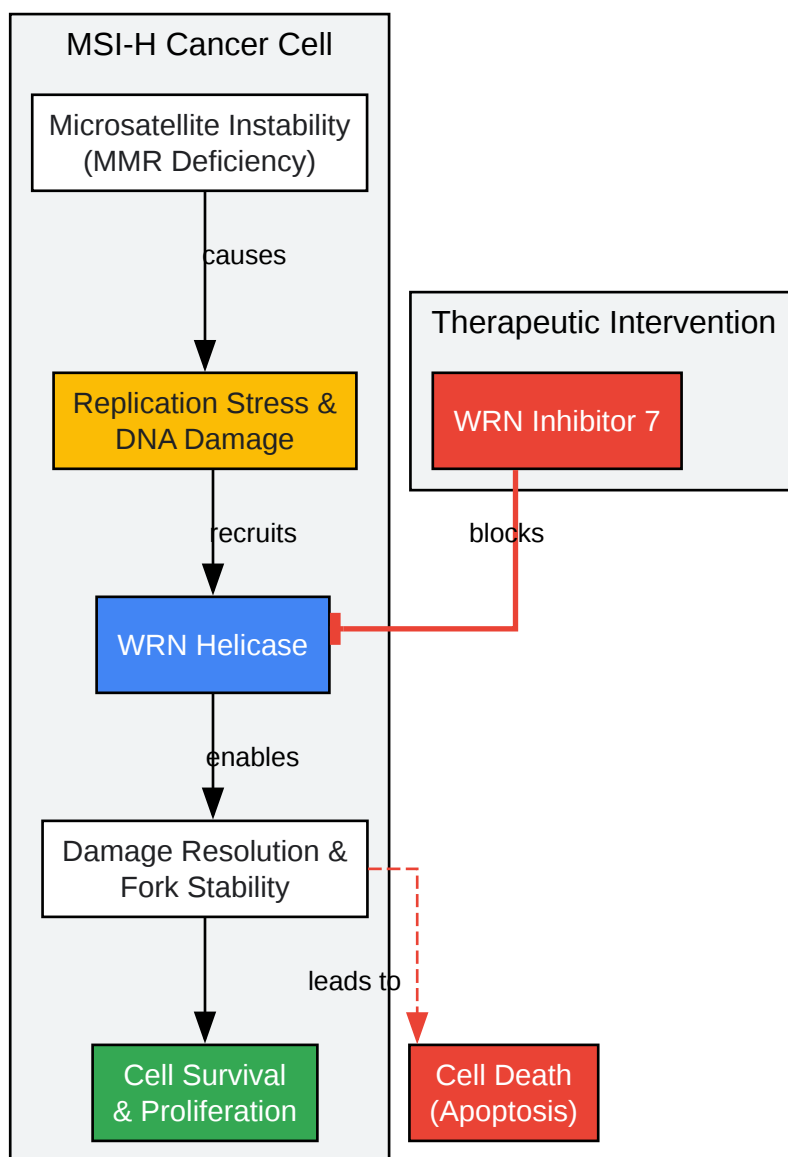 MSI-H Cancer Cell
Microsatellite Instability
(MMR Deficiency)
causes
Therapeutic Intervention
Replication Stress &
DNA Damage
WRN Inhibitor 7
recruits
blocks
WRN Helicase
enables
Damage Resolution &
Fork Stability
leads to
Cell Survival
& Proliferation
Cell Death
(Apoptosis)